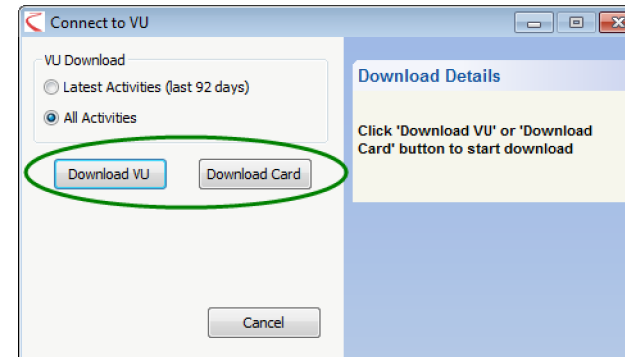 Connect to VU
VU Download
Latest Activities (last 92 days)
All Activities
Download VU
Download Card
Cancel
Download Details
Click 'Download VU' or 'Download
Card' button to start download